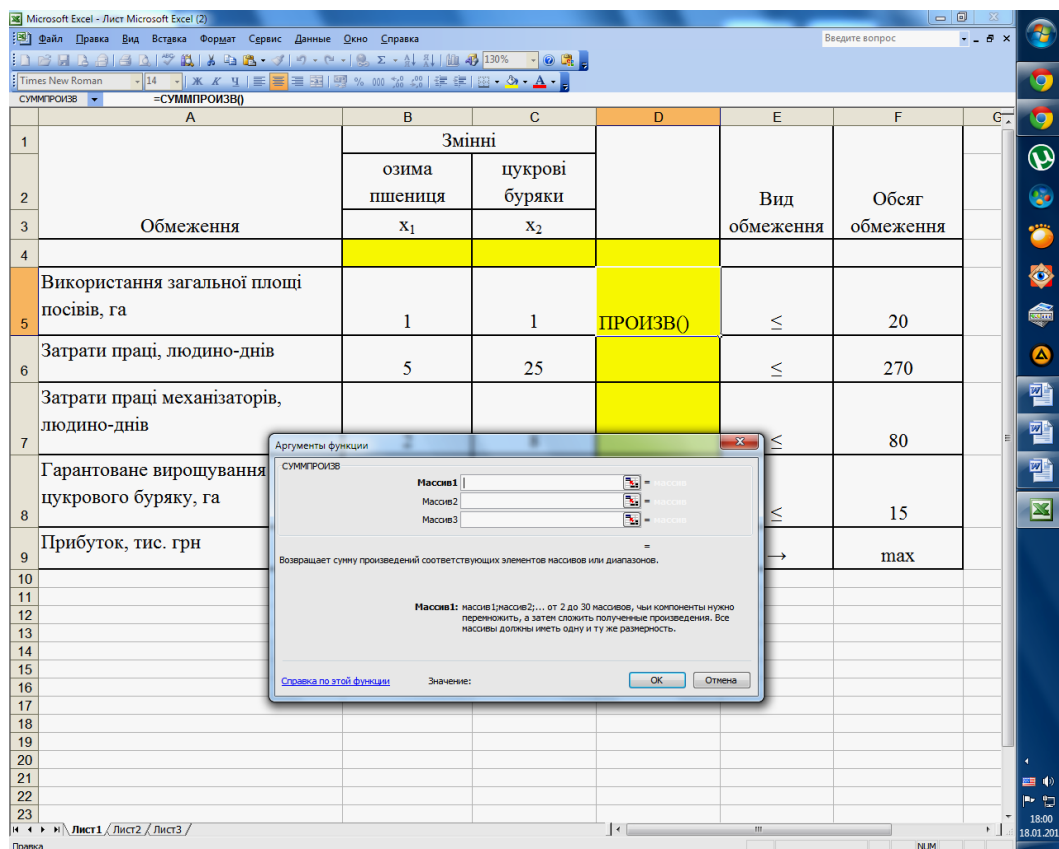 Microsoft Excel - Лист Microsoft Excel (2)
Файл Правка Вид Вставка Формат Сервис Данные Окно Справка
Введите вопрос
130%
Times New Roman 14 Ж К Ч
СУММПРОИЗВ =СУММПРОИЗВ()
A B C D E F G
1 Змінні
2 озима пшениця цукрові буряки
3 Обмеження x1 x2 Вид обмеження Обсяг обмеження
4
5 Використання загальної площі посівів, га 1 1 ПРОИЗВ() ≤ 20
6 Затрати праці, людино-днів 5 25 ≤ 270
7 Затрати праці механізаторів, людино-днів 2 8 ≤ 80
8 Гарантоване вирощування цукрового буряку, га ≤ 15
9 Прибуток, тис. грн → max
10
11
12
13
14
15
16
17
18
19
20
21
22
23
Аргументы функции
СУММПРОИЗВ
Массив1 = массив
Массив2 = массив
Массив3 = массив
=
Возвращает сумму произведений соответствующих элементов массивов или диапазонов.
Массив1: массив1;массив2;... от 2 до 30 массивов, чьи компоненты нужно
перемножить, а затем сложить полученные произведения. Все
массивы должны иметь одну и ту же размерность.
Справка по этой функции Значение: OK Отмена
Лист1 Лист2 Лист3
Правка NUM
18:00
18.01.201